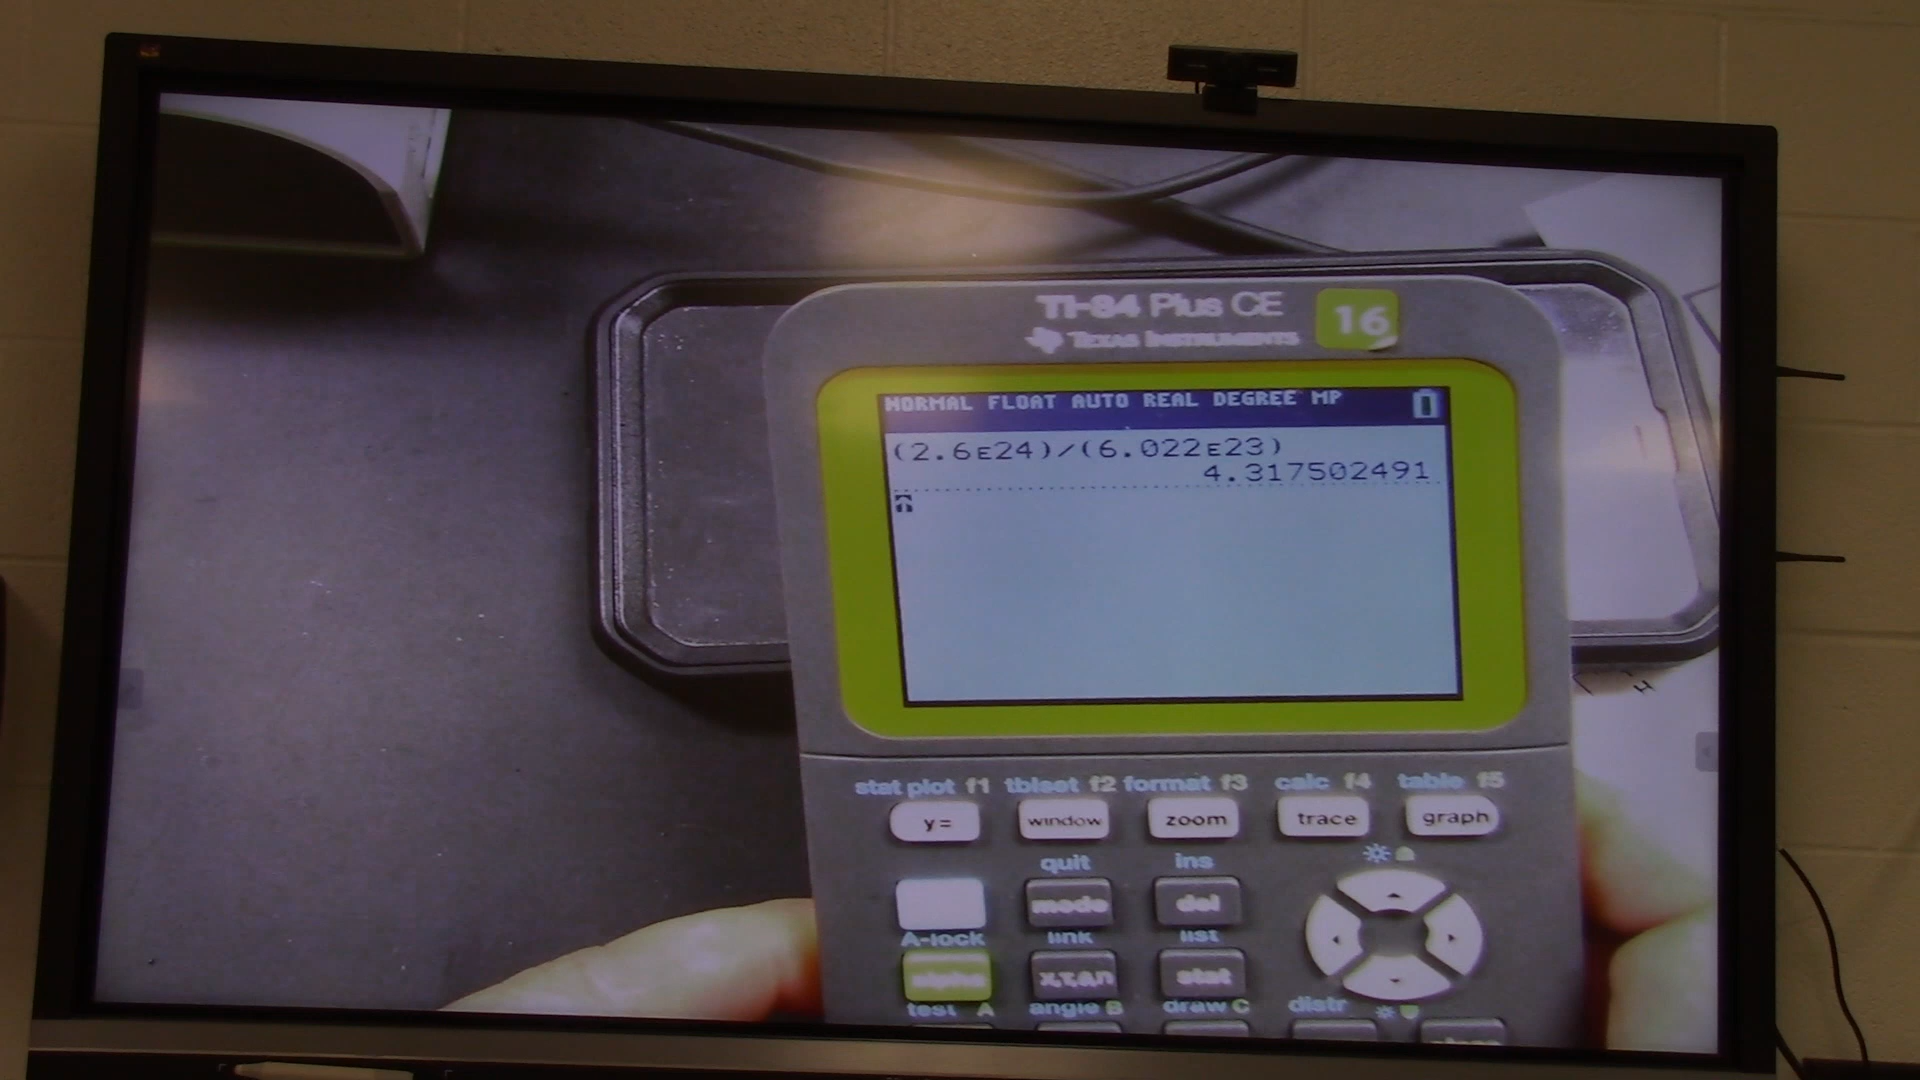 TI-84 Plus CE 16
TEXAS INSTRUMENTS
NORMAL FLOAT AUTO REAL DEGREE MP
(2.6E24)/(6.022E23)
4.317502491
stat plot f1 tblset f2 format f3 calc f4 table f5
y= window zoom trace graph
quit ins
mode del
A-lock link list
alpha X,T,θ,n stat
test A angle B draw C distr